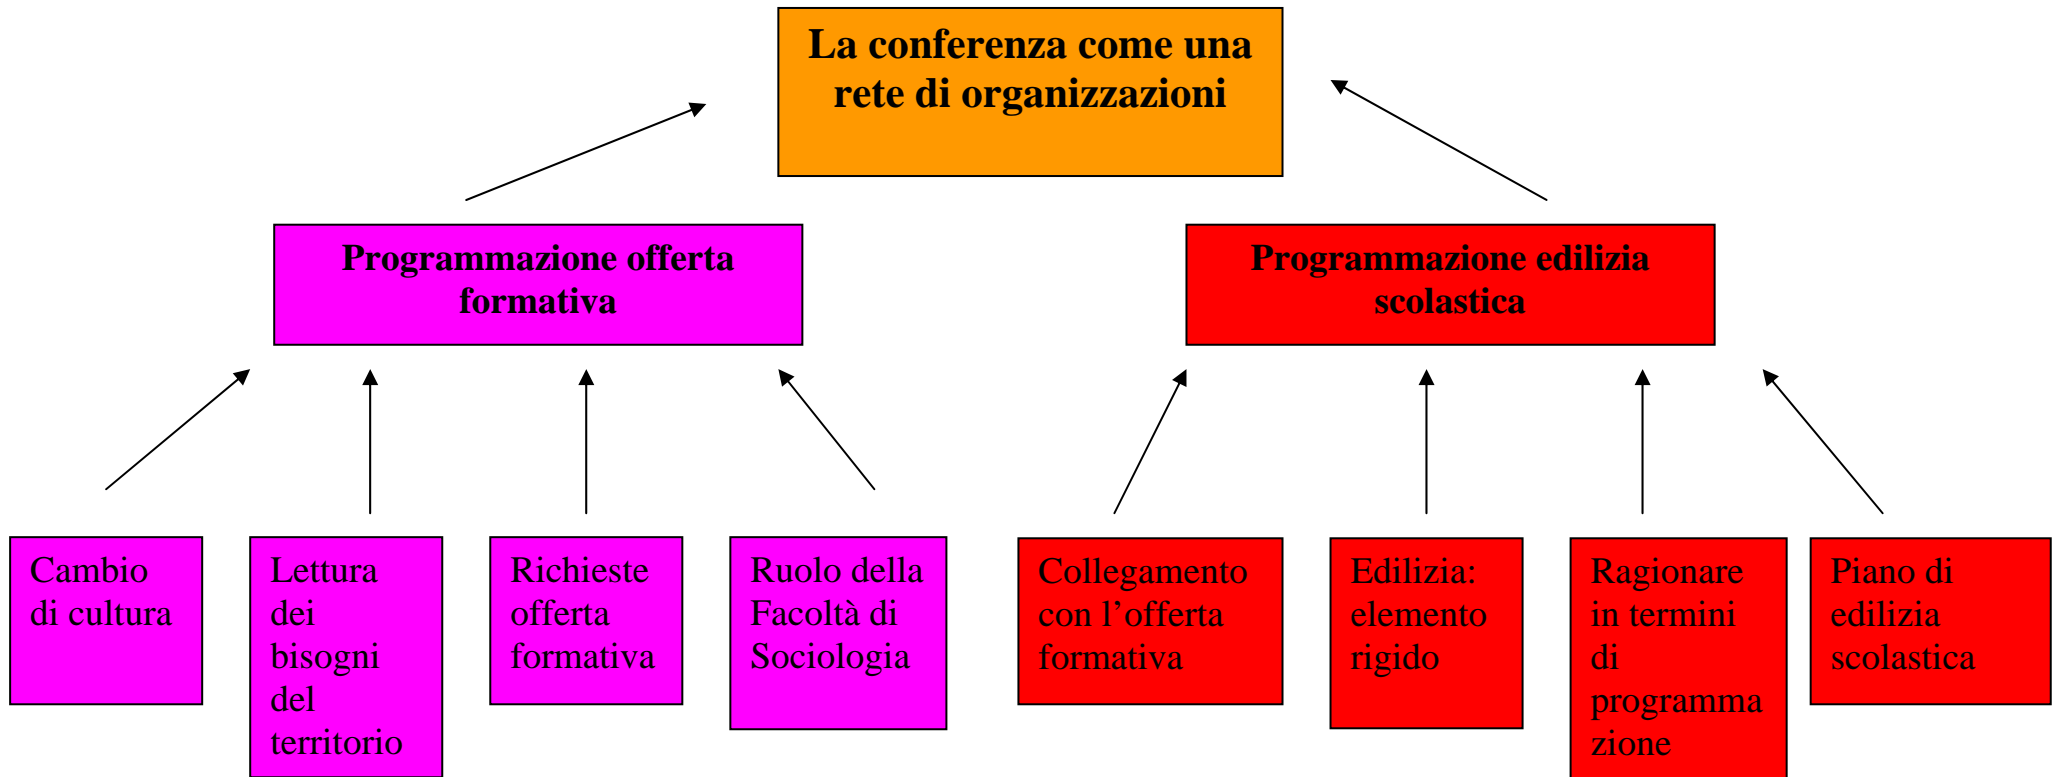 La conferenza come una
rete di organizzazioni
Programmazione offerta
formativa
Programmazione edilizia
scolastica
Cambio
di cultura
Lettura
dei
bisogni
del
territorio
Richieste
offerta
formativa
Ruolo della
Facoltà di
Sociologia
Collegamento
con l’offerta
formativa
Edilizia:
elemento
rigido
Ragionare
in termini
di
programma
zione
Piano di
edilizia
scolastica